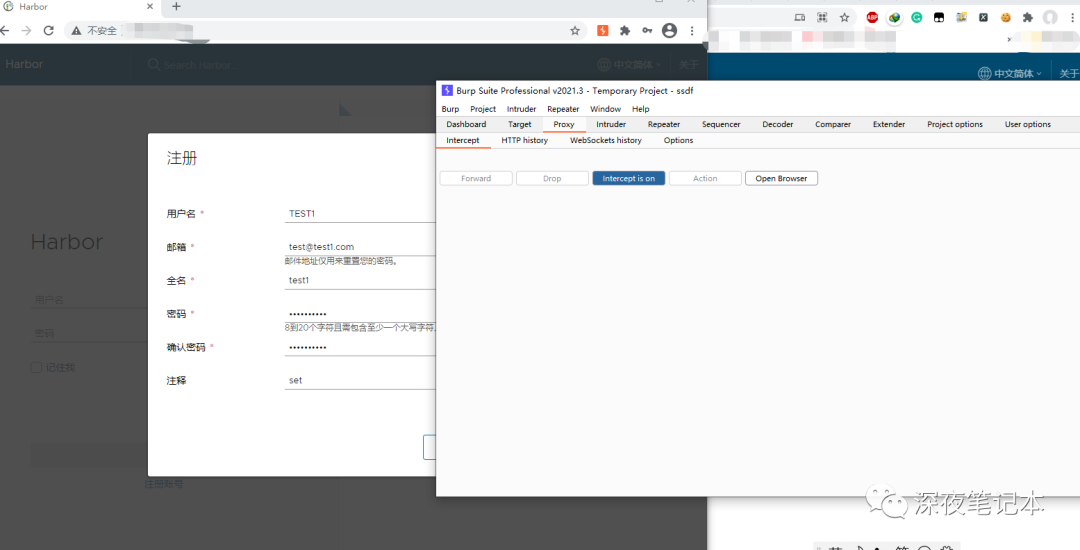 Harbor
不安全
Harbor
Search Harbor...
中文简体
关于
中文简体
关于
注册
用户名 *
TEST1
邮箱 *
test@test1.com
邮件地址仅用来重置您的密码。
全名 *
test1
密码 *
8到20个字符且需包含至少一个大写字符,
确认密码 *
注释
set
Harbor
用户名
密码
记住我
注册账号
Burp Suite Professional v2021.3 - Temporary Project - ssdf
Burp Project Intruder Repeater Window Help
Dashboard Target Proxy Intruder Repeater Sequencer Decoder Comparer Extender Project options User options
Intercept HTTP history WebSockets history Options
Forward Drop Intercept is on Action Open Browser
ABP
深夜笔记本